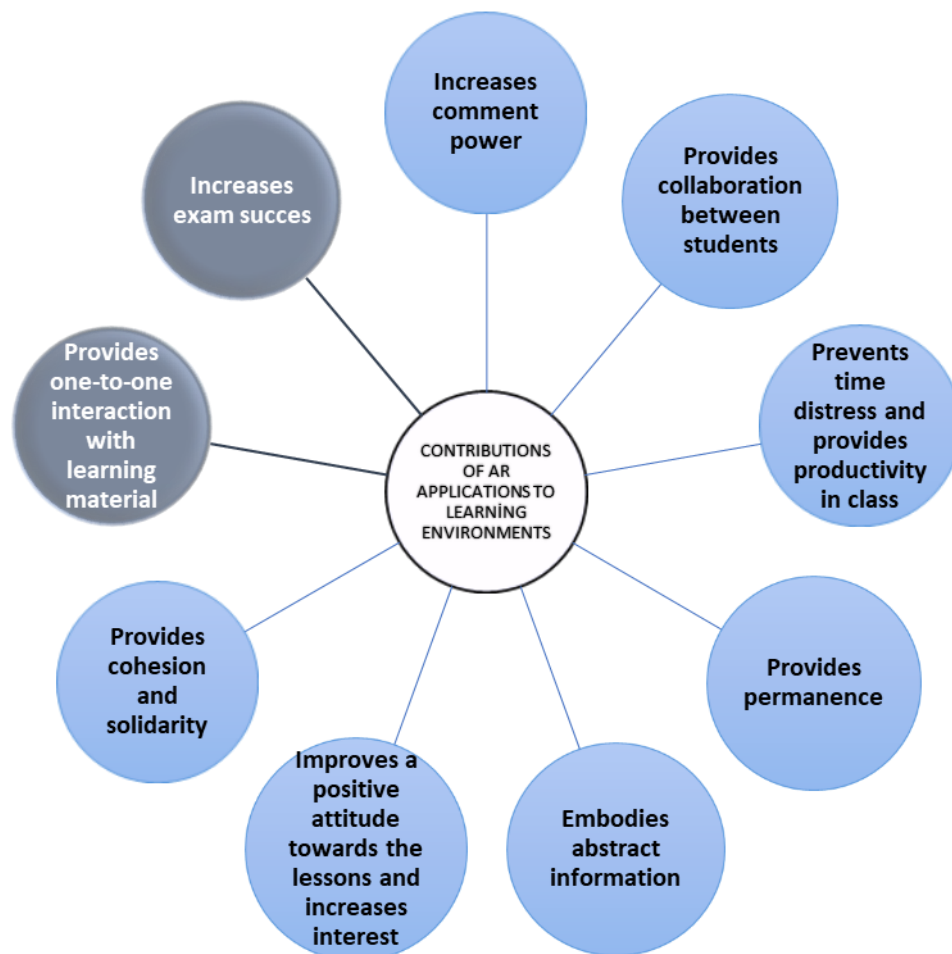 Increases
comment
power
Provides
collaboration
between
students
Prevents
time
distress and
provides
productivity
in class
Provides
permanence
Embodies
abstract
information
Improves a
positive
attitude
towards the
lessons and
increases
interest
Provides
cohesion
and
solidarity
Provides
one-to-one
interaction
with
learning
material
Increases
exam succes
CONTRIBUTIONS
OF AR
APPLICATIONS TO
LEARNİNG
ENVIRONMENTS